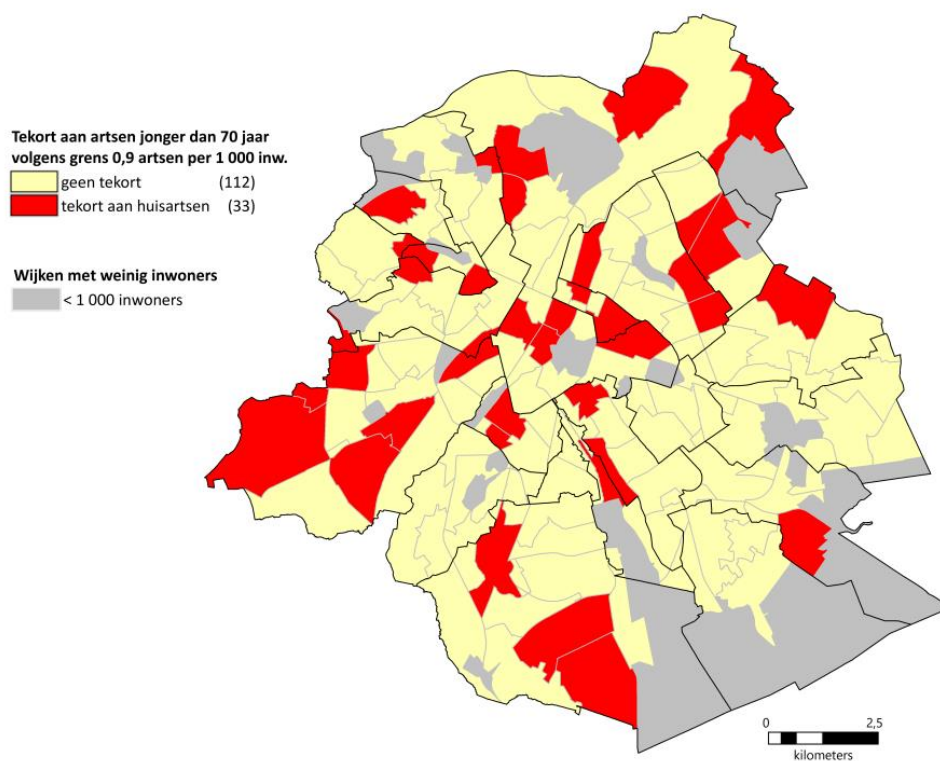 Tekort aan artsen jonger dan 70 jaar
volgens grens 0,9 artsen per 1 000 inw.
geen tekort (112)
tekort aan huisartsen (33)
Wijken met weinig inwoners
< 1 000 inwoners
0 2,5
kilometers